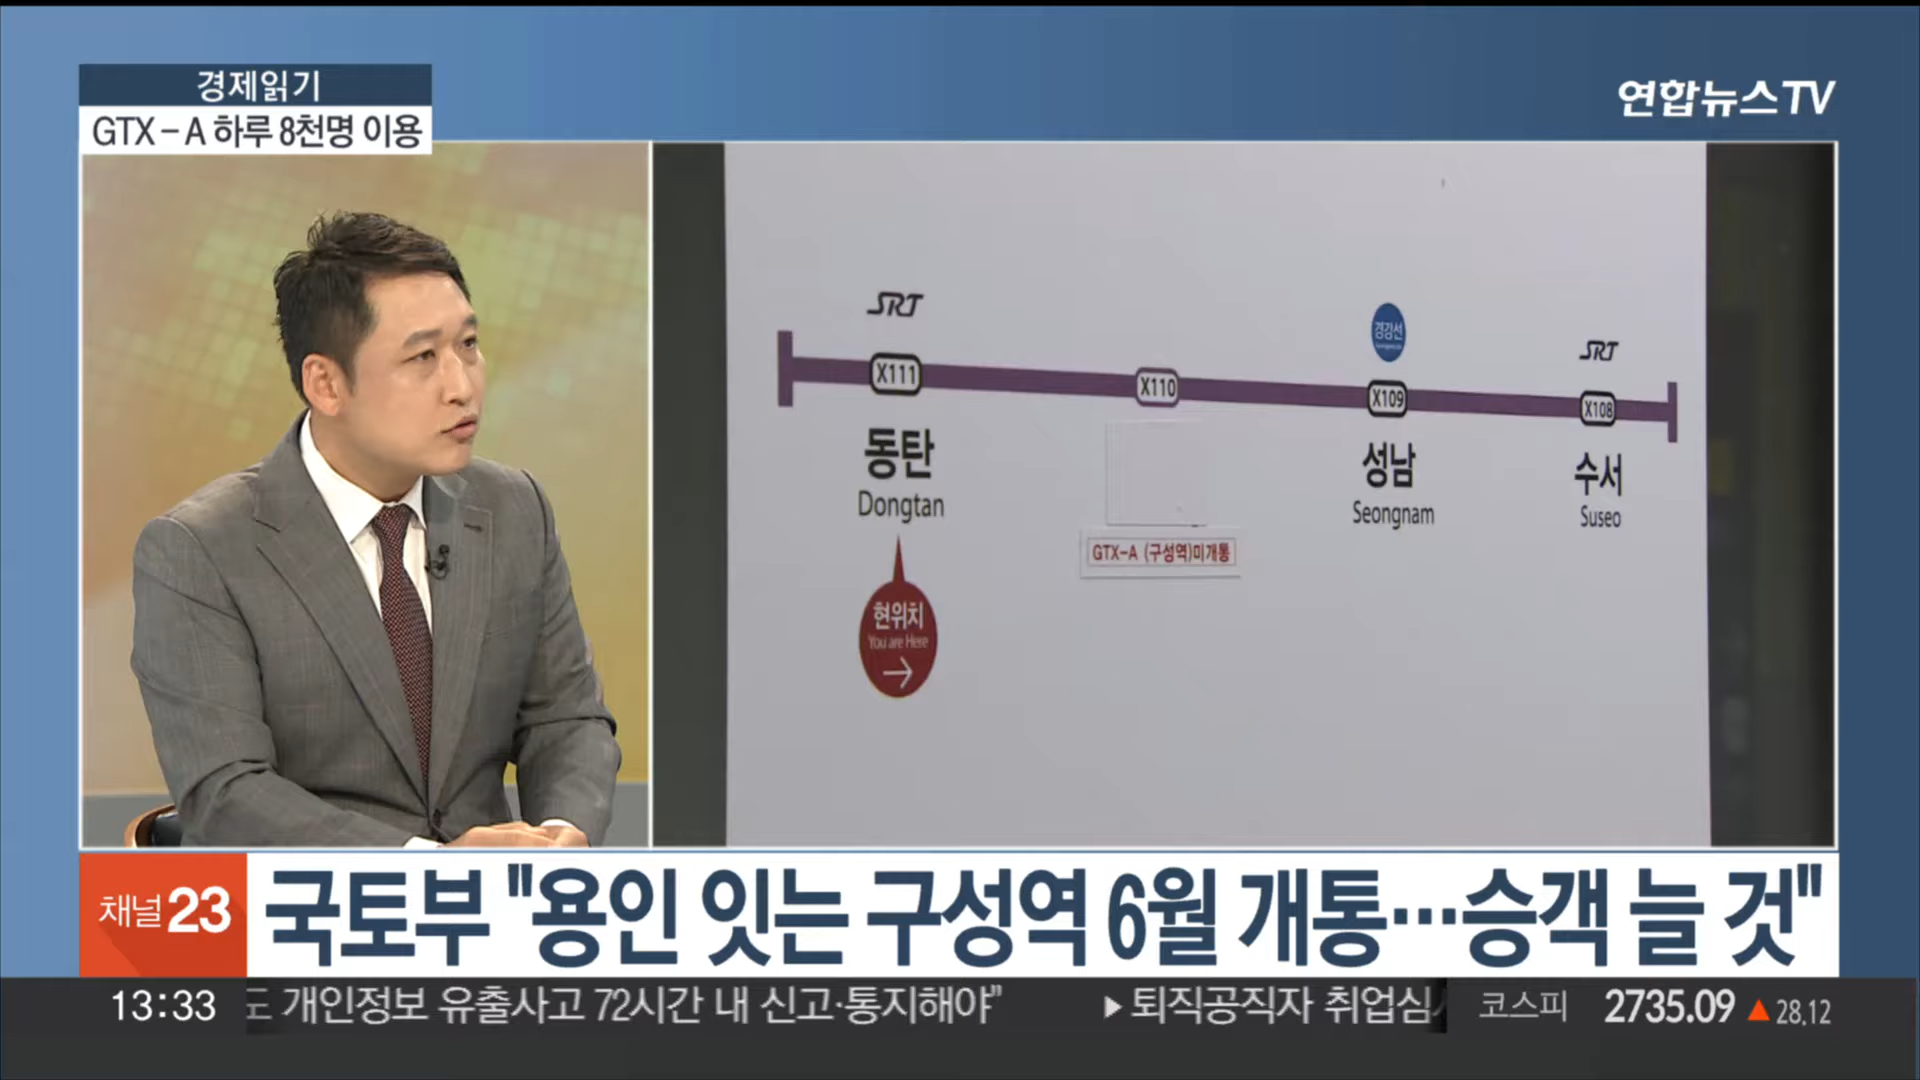 경제읽기
GTX-A 하루 8천명 이용
연합뉴스TV
SRT
경강선
SRT
X111
X110
X109
X108
동탄
Dongtan
성남
Seongnam
수서
Suseo
GTX-A (구성역)미개통
현위치
You are Here
채널 23
국토부 "용인 잇는 구성역 6월 개통…승객 늘 것"
13:33
개인정보 유출사고 72시간 내 신고·통지해야"
▶퇴직공직자 취업심
코스피 2735.09 ▲28.12